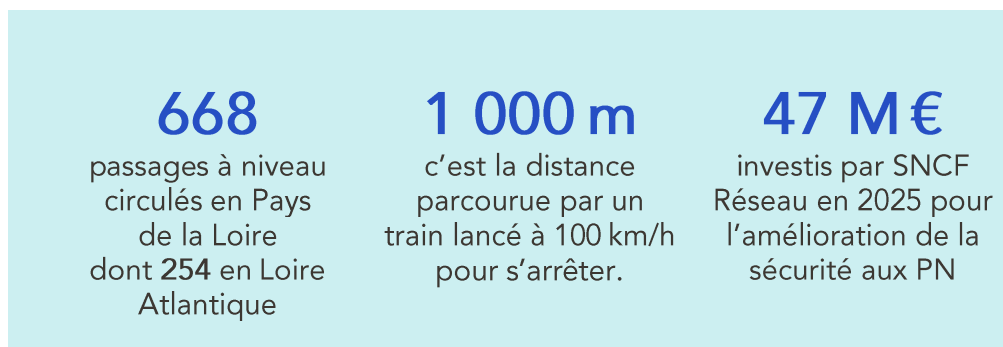 668
passages à niveau
circulés en Pays
de la Loire
dont 254 en Loire
Atlantique
1 000 m
c’est la distance
parcourue par un
train lancé à 100 km/h
pour s’arrêter.
47 M€
investis par SNCF
Réseau en 2025 pour
l’amélioration de la
sécurité aux PN